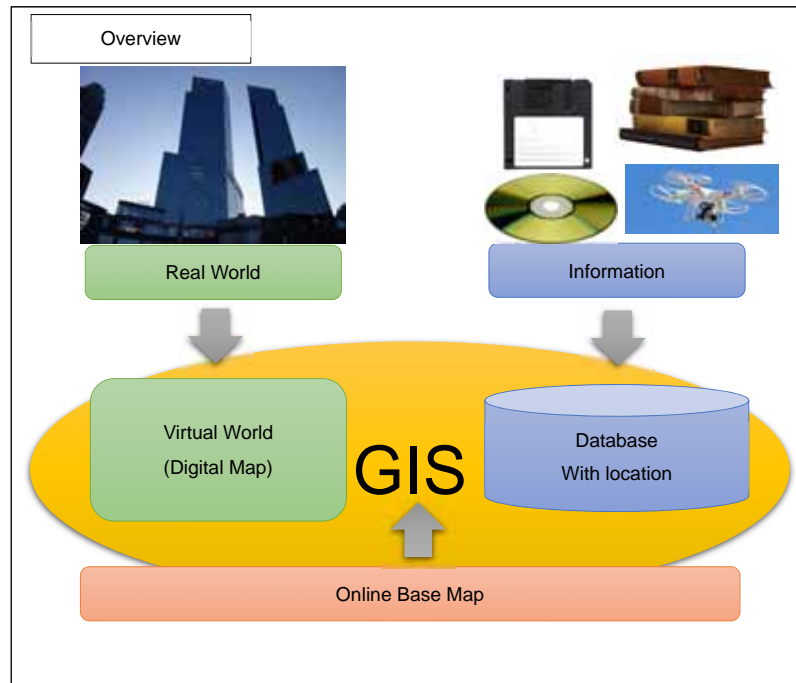 Overview
Real World
Information
Virtual World
(Digital Map)
GIS
Database
With location
Online Base Map